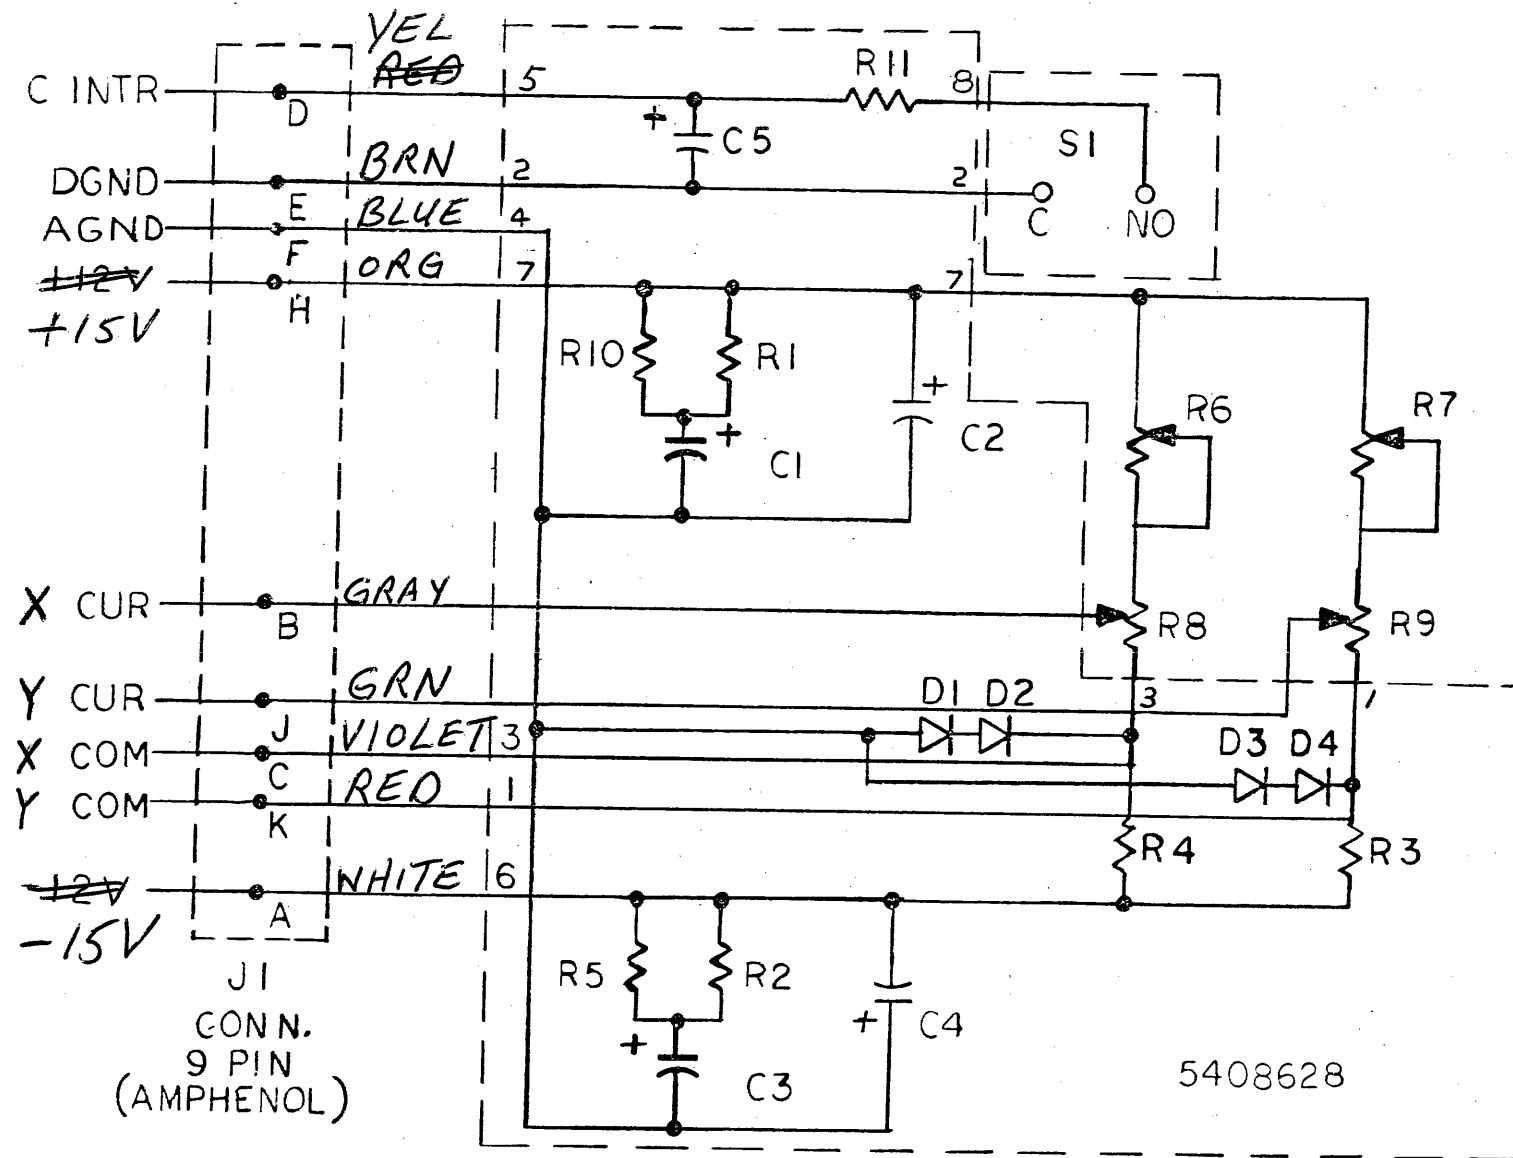 YEL
RED
C INTR
D
5
R11
8
+
C5
S1
DGND
E
BRN
2
2
C
NO
AGND
F
BLUE
4
+12V
+15V
H
ORG
7
7
R10
R1
+
C1
+
C2
R6
R7
X CUR
B
GRAY
R8
R9
Y CUR
J
GRN
D1 D2
3
1
X COM
C
VIOLET
3
D3 D4
Y COM
K
RED
1
R4
R3
-15V
A
WHITE
6
R5
R2
+
C3
+
C4
J1
CONN.
9 PIN
(AMPHENOL)
5408628